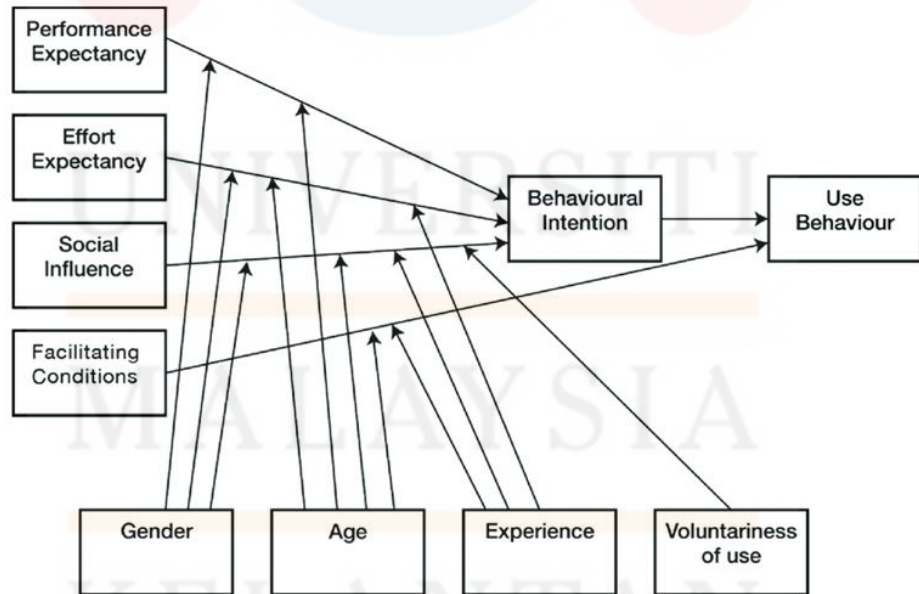 Performance
Expectancy
Effort
Expectancy
Social
Influence
Facilitating
Conditions
Behavioural
Intention
Use
Behaviour
Gender
Age
Experience
Voluntariness
of use
UNIVERSITI
MALAYSIA
KELANTAN